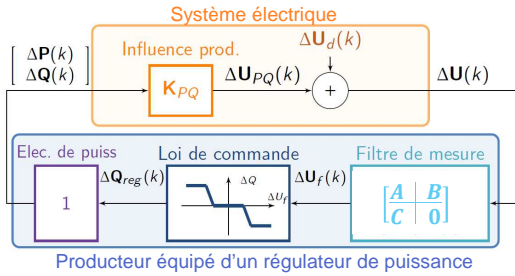 Système électrique
[ ΔP(k) ΔQ(k) ]
Influence prod.
K_PQ
ΔU_PQ(k)
ΔU_d(k)
+
ΔU(k)
Elec. de puiss
1
ΔQ_reg(k)
Loi de commande
ΔQ
ΔU_f
ΔU_f(k)
Filtre de mesure
[ A | B
C | 0 ]
Producteur équipé d'un régulateur de puissance